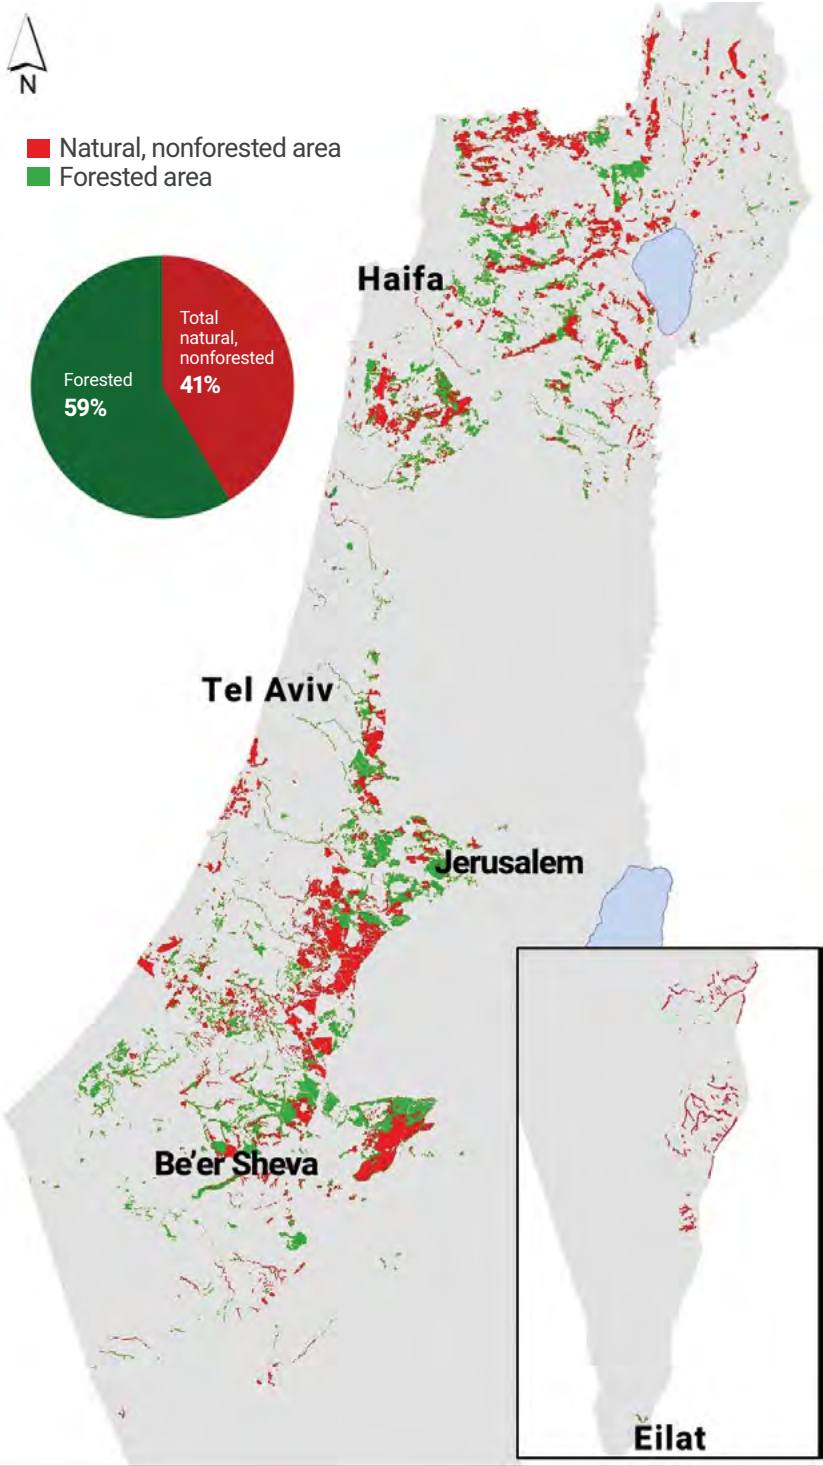 N
Natural, nonforested area
Forested area
Haifa
Total
natural,
nonforested
41%
Forested
59%
Tel Aviv
Jerusalem
Be'er Sheva
Eilat